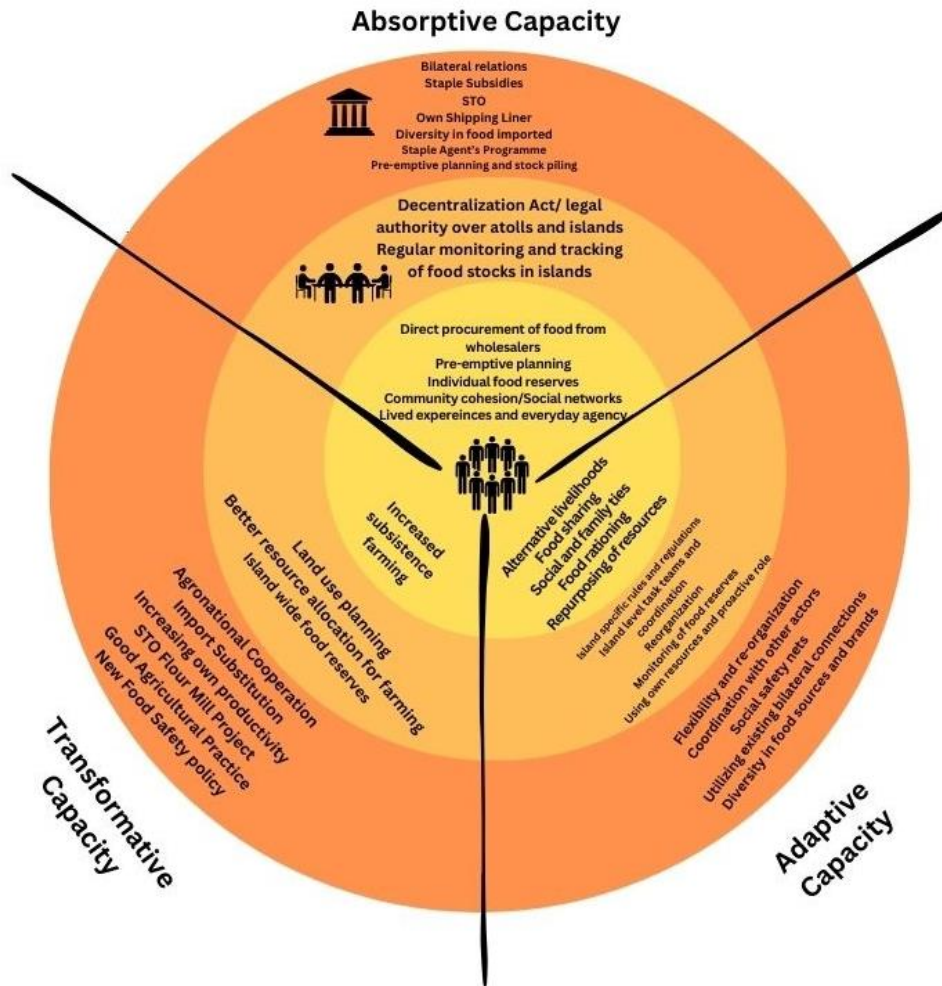 Absorptive Capacity
Bilateral relations
Staple Subsidies
STO
Own Shipping Liner
Diversity in food imported
Staple Agent's Programme
Pre-emptive planning and stock piling
Decentralization Act/ legal
authority over atolls and islands
Regular monitoring and tracking
of food stocks in islands
Direct procurement of food from
wholesalers
Pre-emptive planning
Individual food reserves
Community cohesion/Social networks
Lived expereinces and everyday agency
Increased
subsistence
farming
Land use planning
Better resource allocation for farming
Island wide food reserves
Agronational Cooperation
Import Substitution
Increasing own productivity
STO Flour Mill Project
Good Agricultural Practice
New Food Safety policy
Transformative
Capacity
Alternative livelihoods
Food sharing
Social and family ties
Food rationing
Repurposing of resources
Island specific rules and regulations
Island level task teams and
coordination
Reorganization
Monitoring of food reserves
Using own resources and proactive role
Flexibility and re-organization
Coordination with other actors
Social safety nets
Utilizing existing bilateral connections
Diversity in food sources and brands
Adaptive
Capacity